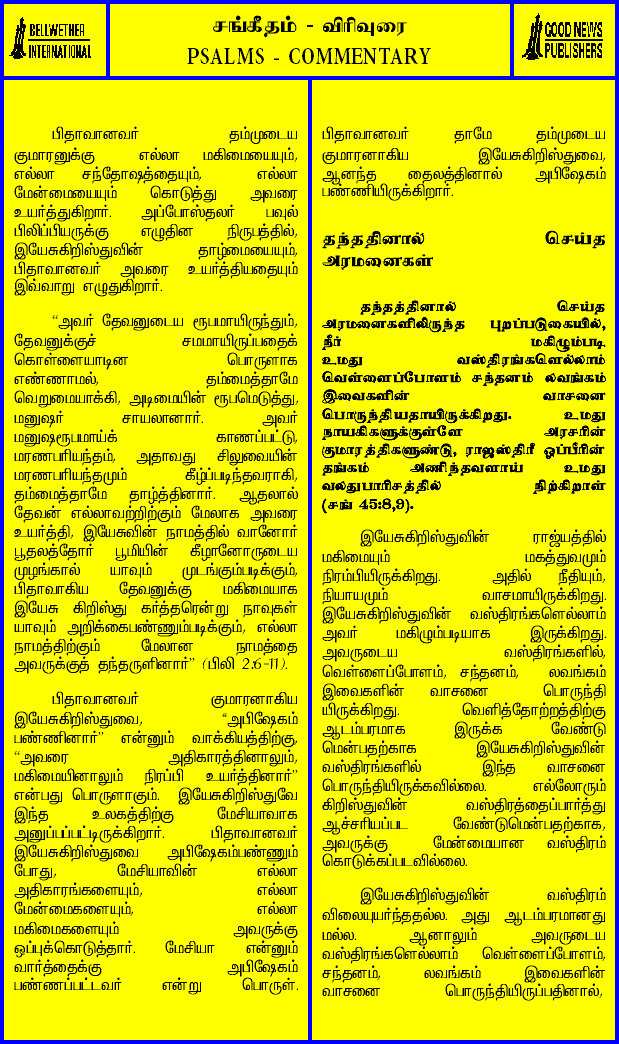 BELLWETHER
INTERNATIONAL
சங்கீதம் - விரிவுரை
PSALMS - COMMENTARY
GOOD NEWS
PUBLISHERS
பிதாவானவர் தம்முடைய
குமாரனுக்கு எல்லா மகிமையையும்,
எல்லா சந்தோஷத்தையும், எல்லா
மேன்மையையும் கொடுத்து அவரை
உயர்த்துகிறார். அப்போஸ்தலர் பவுல்
பிலிப்பியருக்கு எழுதின நிருபத்தில்,
இயேசுகிறிஸ்துவின் தாழ்மையையும்,
பிதாவானவர் அவரை உயர்த்தியதையும்
இவ்வாறு எழுதுகிறார்.
“அவர் தேவனுடைய ரூபமாயிருந்தும்,
தேவனுக்குச் சமமாயிருப்பதைக்
கொள்ளையாடின பொருளாக
எண்ணாமல், தம்மைத்தாமே
வெறுமையாக்கி, அடிமையின் ரூபமெடுத்து,
மனுஷர் சாயலானார். அவர்
மனுஷரூபமாய்க் காணப்பட்டு,
மரணபரியந்தம், அதாவது சிலுவையின்
மரணபரியந்தமும் கீழ்ப்படிந்தவராகி,
தம்மைத்தாமே தாழ்த்தினார். ஆதலால்
தேவன் எல்லாவற்றிற்கும் மேலாக அவரை
உயர்த்தி, இயேசுவின் நாமத்தில் வானோர்
பூதலத்தோர் பூமியின் கீழானோருடைய
முழங்கால் யாவும் முடங்கும்படிக்கும்,
பிதாவாகிய தேவனுக்கு மகிமையாக
இயேசு கிறிஸ்து கர்த்தரென்று நாவுகள்
யாவும் அறிக்கைபண்ணும்படிக்கும், எல்லா
நாமத்திற்கும் மேலான நாமத்தை
அவருக்குத் தந்தருளினார்” (பிலி 2:6-11).
பிதாவானவர் குமாரனாகிய
இயேசுகிறிஸ்துவை, “அபிஷேகம்
பண்ணினார்” என்னும் வாக்கியத்திற்கு,
“அவரை அதிகாரத்தினாலும்,
மகிமையினாலும் நிரப்பி உயர்த்தினார்”
என்பது பொருளாகும். இயேசுகிறிஸ்துவே
இந்த உலகத்திற்கு மேசியாவாக
அனுப்பப்பட்டிருக்கிறார். பிதாவானவர்
இயேசுகிறிஸ்துவை அபிஷேகம்பண்ணும்
போது, மேசியாவின் எல்லா
அதிகாரங்களையும், எல்லா
மேன்மைகளையும், எல்லா
மகிமைகளையும் அவருக்கு
ஒப்புக்கொடுத்தார். மேசியா என்னும்
வார்த்தைக்கு அபிஷேகம்
பண்ணப்பட்டவர் என்று பொருள்.
பிதாவானவர் தாமே தம்முடைய
குமாரனாகிய இயேசுகிறிஸ்துவை,
ஆனந்த தைலத்தினால் அபிஷேகம்
பண்ணியிருக்கிறார்.
தந்ததினால் செய்த
அரமனைகள்
தந்தத்தினால் செய்த
அரமனைகளிலிருந்த புறப்படுகையில்,
நீர் மகிழும்படி
உமது வஸ்திரங்களெல்லாம்
வெள்ளைப்போளம் சந்தனம் லவங்கம்
இவைகளின் வாசனை
பொருந்தியதாயிருக்கிறது. உமது
நாயகிகளுக்குள்ளே அரசரின்
குமாரத்திகளுண்டு, ராஜஸ்திரீ ஒப்பீரின்
தங்கம் அணிந்தவளாய் உமது
வலதுபாரிசத்தில் நிற்கிறாள்
(சங் 45:8,9).
இயேசுகிறிஸ்துவின் ராஜ்யத்தில்
மகிமையும் மகத்துவமும்
நிரம்பியிருக்கிறது. அதில் நீதியும்,
நியாயமும் வாசமாயிருக்கிறது.
இயேசுகிறிஸ்துவின் வஸ்திரங்களெல்லாம்
அவர் மகிழும்படியாக இருக்கிறது.
அவருடைய வஸ்திரங்களில்,
வெள்ளைப்போளம், சந்தனம், லவங்கம்
இவைகளின் வாசனை பொருந்தி
யிருக்கிறது. வெளித்தோற்றத்திற்கு
ஆடம்பரமாக இருக்க வேண்டு
மென்பதற்காக இயேசுகிறிஸ்துவின்
வஸ்திரங்களில் இந்த வாசனை
பொருந்தியிருக்கவில்லை. எல்லோரும்
கிறிஸ்துவின் வஸ்திரத்தைப்பார்த்து
ஆச்சரியப்பட வேண்டுமென்பதற்காக,
அவருக்கு மேன்மையான வஸ்திரம்
கொடுக்கப்படவில்லை.
இயேசுகிறிஸ்துவின் வஸ்திரம்
விலையுயர்ந்ததல்ல. அது ஆடம்பரமானது
மல்ல. ஆனாலும் அவருடைய
வஸ்திரங்களெல்லாம் வெள்ளைப்போளம்,
சந்தனம், லவங்கம் இவைகளின்
வாசனை பொருந்தியிருப்பதினால்,